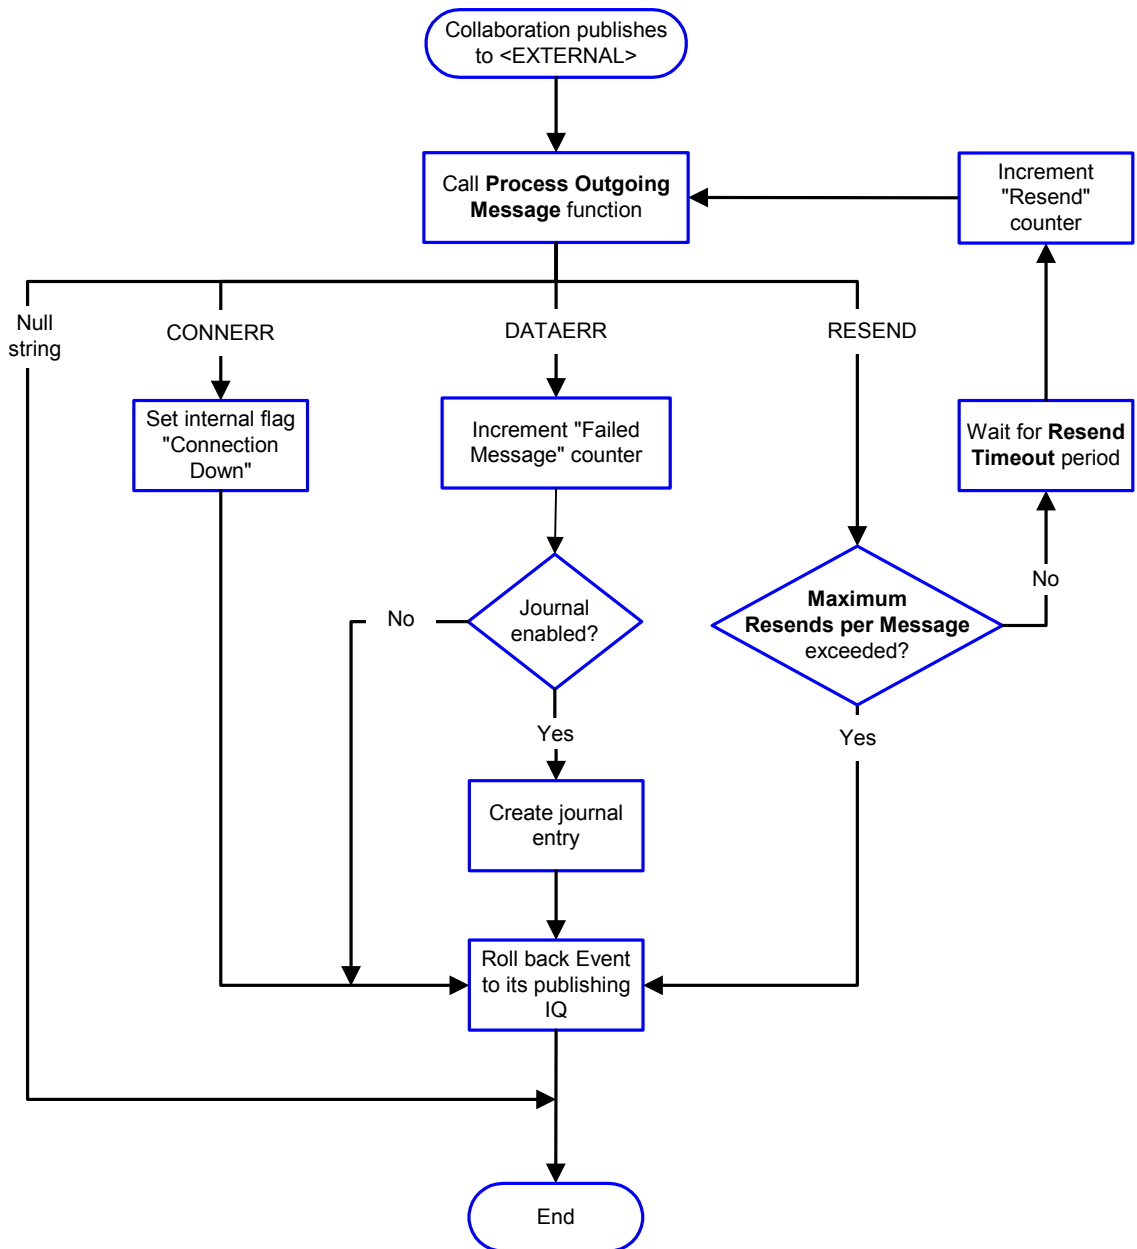 Collaboration publishes
to <EXTERNAL>
Call Process Outgoing
Message function
Increment
"Resend"
counter
Null
string
CONNERR
DATAERR
RESEND
Set internal flag
"Connection
Down"
Increment "Failed
Message" counter
Wait for Resend
Timeout period
No
Journal
enabled?
No
Maximum
Resends per Message
exceeded?
Yes
Yes
Create journal
entry
Roll back Event
to its publishing
IQ
End